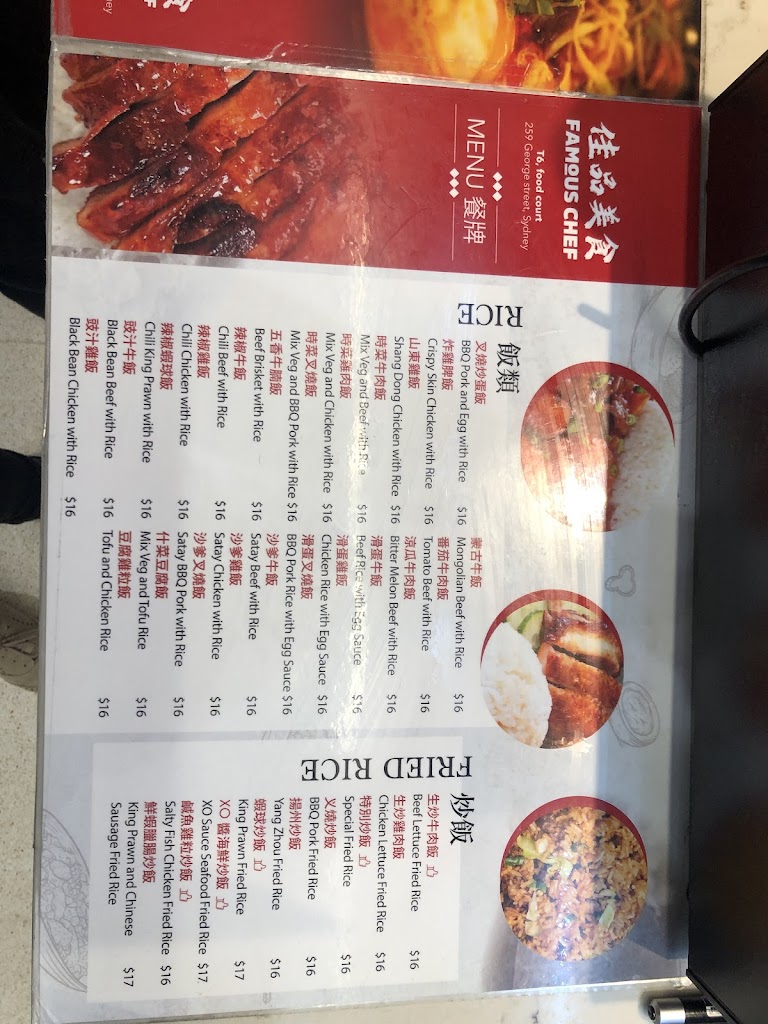 佳品美食
FAMOUS CHEF
T6, food court
259 George street, Sydney
MENU 餐牌
RICE 飯類
叉燒炒蛋飯
BBQ Pork and Egg with Rice $16
炸雞脾飯
Crispy Skin Chicken with Rice $16
山東雞飯
Shang Dong Chicken with Rice $16
時菜牛肉飯
Mix Veg and Beef with Rice $16
時菜雞肉飯
Mix Veg and Chicken with Rice $16
時菜叉燒飯
Mix Veg and BBQ Pork with Rice $16
五香牛腩飯
Beef Brisket with Rice $16
辣椒牛飯
Chili Beef with Rice $16
辣椒雞飯
Chili Chicken with Rice $16
辣椒蝦球飯
Chili King Prawn with Rice $16
豉汁牛飯
Black Bean Beef with Rice $16
豉汁雞飯
Black Bean Chicken with Rice $16
蒙古牛飯
Mongolian Beef with Rice $16
番茄牛肉飯
Tomato Beef with Rice $16
涼瓜牛肉飯
Bitter Melon Beef with Rice $16
滑蛋牛飯
Beef Rice with Egg Sauce $16
滑蛋雞飯
Chicken Rice with Egg Sauce $16
滑蛋叉燒飯
BBQ Pork Rice with Egg Sauce $16
沙爹牛飯
Satay Beef with Rice $16
沙爹雞飯
Satay Chicken with Rice $16
沙爹叉燒飯
Satay BBQ Pork with Rice $16
什菜豆腐飯
Mix Veg and Tofu Rice $16
豆腐雞粒飯
Tofu and Chicken Rice $16
FRIED RICE 炒飯
生炒牛肉飯
Beef Lettuce Fried Rice $16
生炒雞肉飯
Chicken Lettuce Fried Rice $16
特別炒飯
Special Fried Rice $16
叉燒炒飯
BBQ Pork Fried Rice $16
揚州炒飯
Yang Zhou Fried Rice $16
蝦球炒飯
King Prawn Fried Rice $17
XO 醬海鮮炒飯
XO Sauce Seafood Fried Rice $17
鹹魚雞粒炒飯
Salty Fish Chicken Fried Rice $16
鮮蝦臘腸炒飯
King Prawn and Chinese
Sausage Fried Rice $17